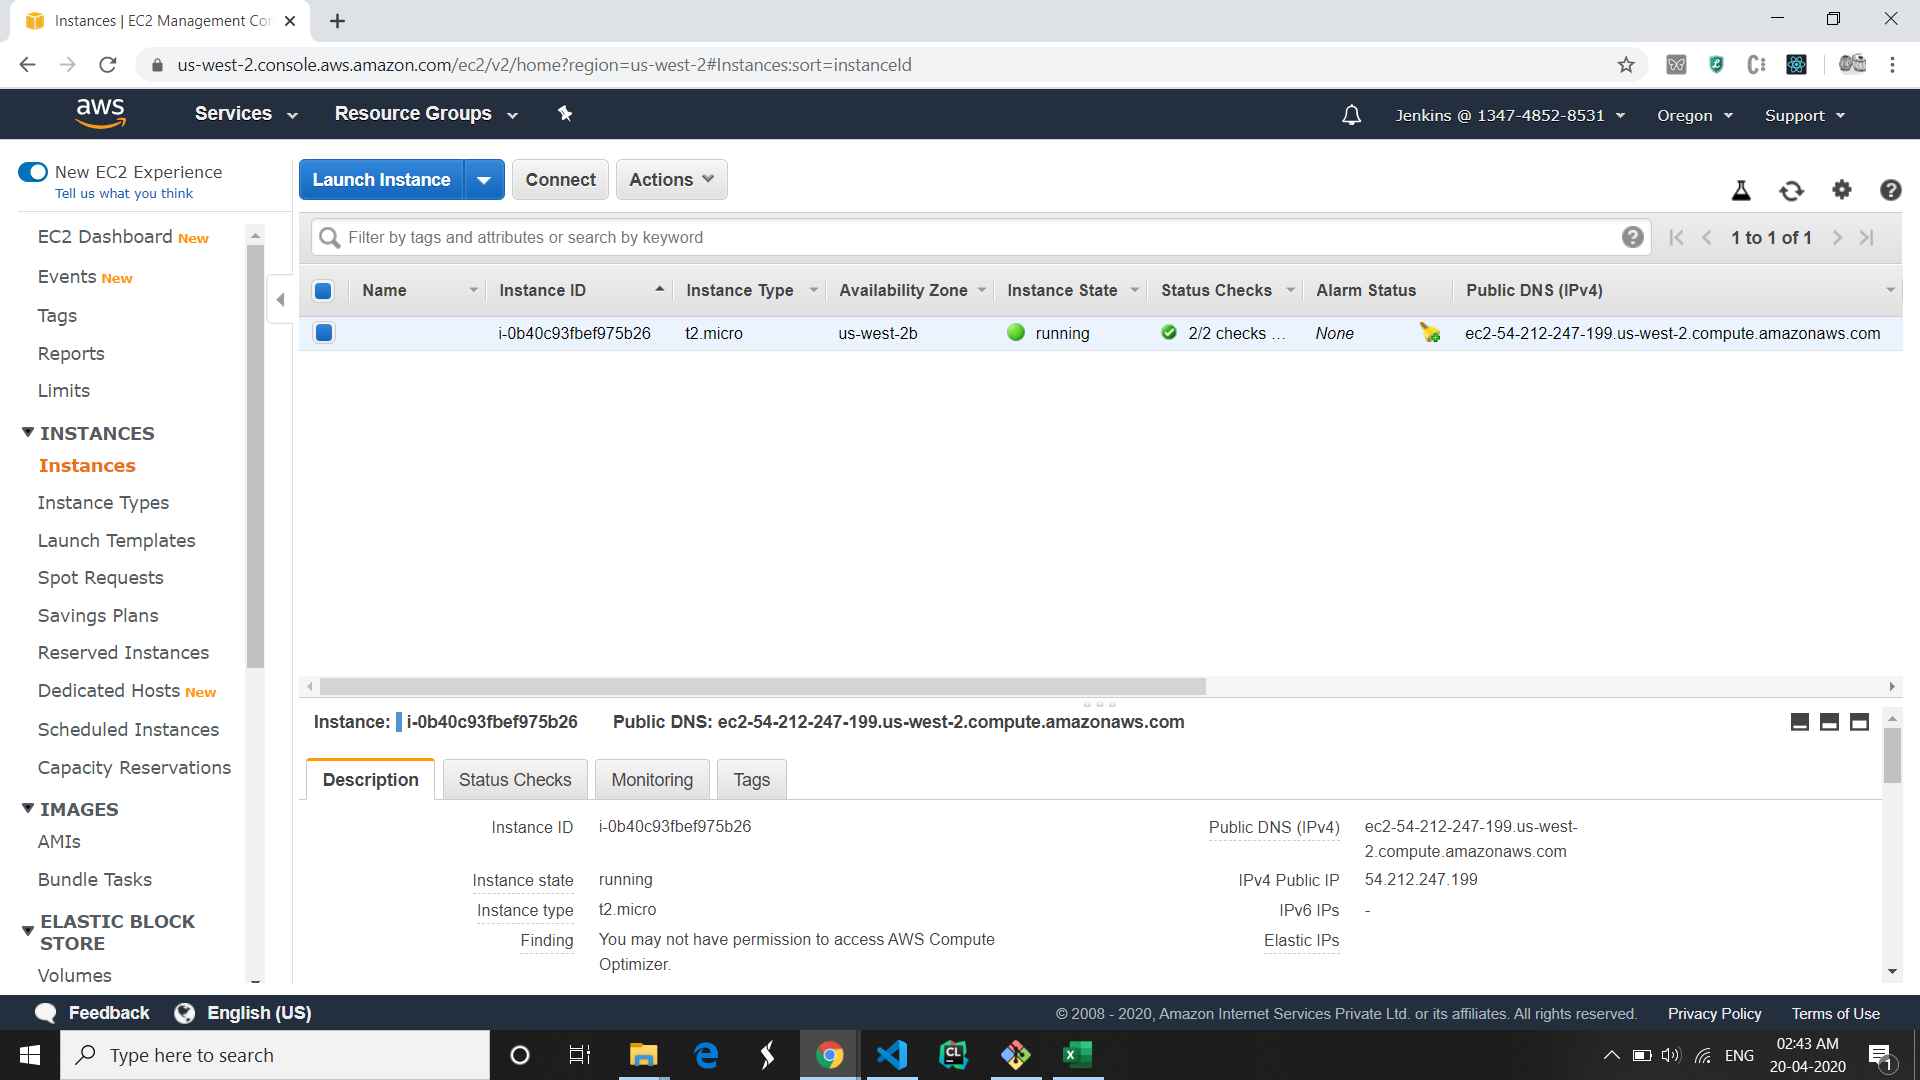 Instances | EC2 Management Con
us-west-2.console.aws.amazon.com/ec2/v2/home?region=us-west-2#Instances:sort=instanceId
aws Services Resource Groups Jenkins @ 1347-4852-8531 Oregon Support
New EC2 Experience
Tell us what you think
EC2 Dashboard New
Events New
Tags
Reports
Limits
INSTANCES
Instances
Instance Types
Launch Templates
Spot Requests
Savings Plans
Reserved Instances
Dedicated Hosts New
Scheduled Instances
Capacity Reservations
IMAGES
AMIs
Bundle Tasks
ELASTIC BLOCK
STORE
Volumes
Launch Instance Connect Actions
Filter by tags and attributes or search by keyword 1 to 1 of 1
Name Instance ID Instance Type Availability Zone Instance State Status Checks Alarm Status Public DNS (IPv4)
i-0b40c93fbef975b26 t2.micro us-west-2b running 2/2 checks ... None ec2-54-212-247-199.us-west-2.compute.amazonaws.com
Instance: i-0b40c93fbef975b26 Public DNS: ec2-54-212-247-199.us-west-2.compute.amazonaws.com
Description Status Checks Monitoring Tags
Instance ID i-0b40c93fbef975b26
Instance state running
Instance type t2.micro
Finding You may not have permission to access AWS Compute
Optimizer.
Public DNS (IPv4) ec2-54-212-247-199.us-west-
2.compute.amazonaws.com
IPv4 Public IP 54.212.247.199
IPv6 IPs -
Elastic IPs
Feedback English (US) © 2008 - 2020, Amazon Internet Services Private Ltd. or its affiliates. All rights reserved. Privacy Policy Terms of Use
Type here to search
CL
ENG
02:43 AM
20-04-2020
1